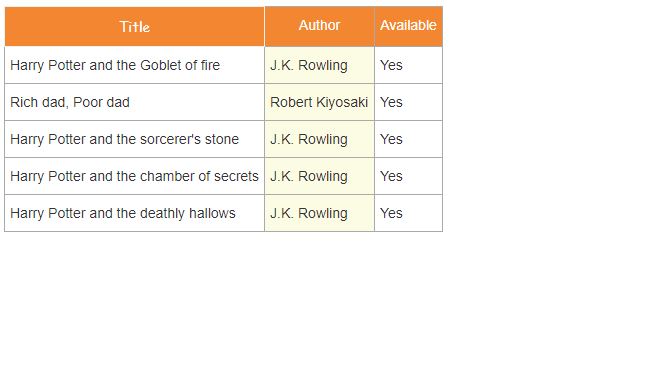 Title Author Available
Harry Potter and the Goblet of fire J.K. Rowling Yes
Rich dad, Poor dad Robert Kiyosaki Yes
Harry Potter and the sorcerer's stone J.K. Rowling Yes
Harry Potter and the chamber of secrets J.K. Rowling Yes
Harry Potter and the deathly hallows J.K. Rowling Yes